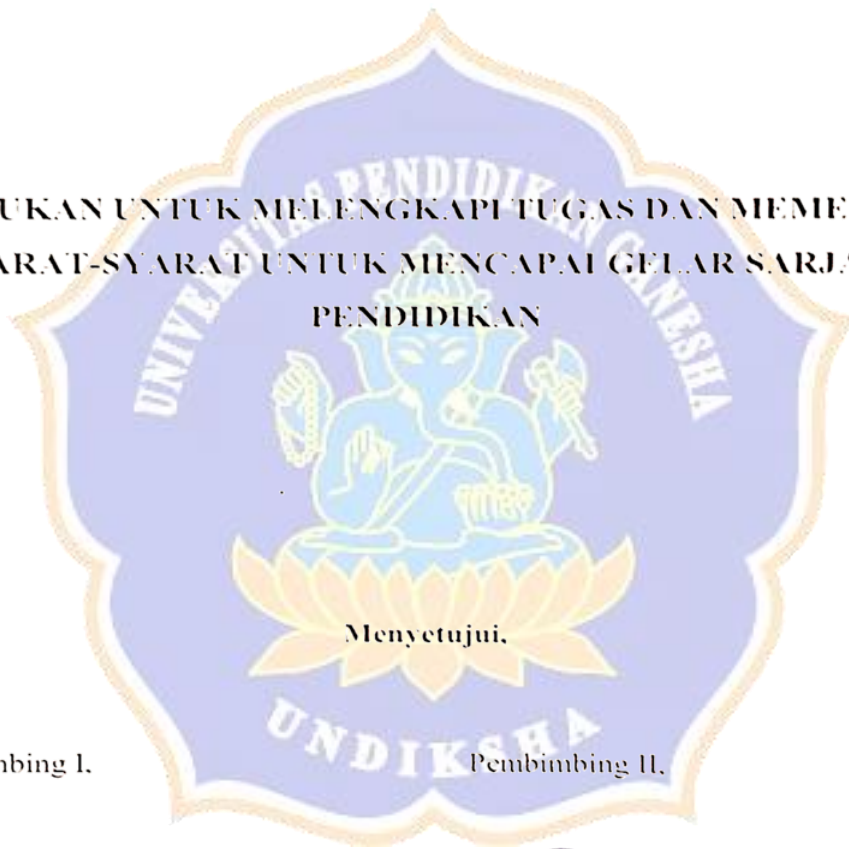 UKAN UNTUK MELENGKAPI TUGAS DAN MEME
ARAT-SYARAT UNTUK MENCAPAI GELAR SARJA
PENDIDIKAN
UNIVERSITAS PENDIDIKAN GANESHA
Menyetujui,
UNDIKSHA
nbing I,
Pembimbing II,